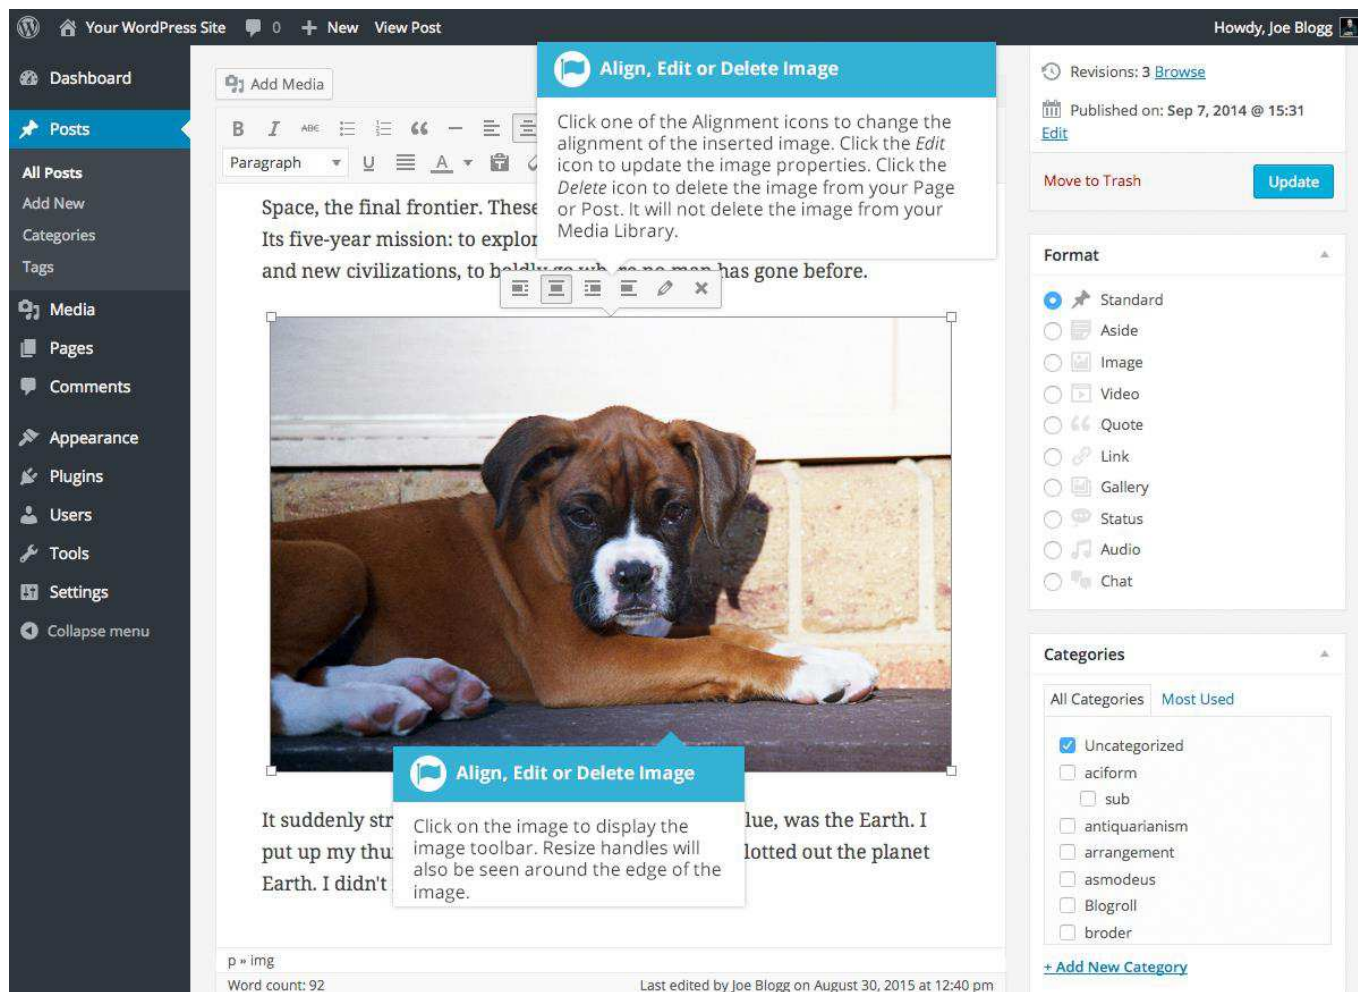 Your WordPress Site 0 New View Post
Howdy, Joe Blogg
Dashboard
Posts
All Posts
Add New
Categories
Tags
Media
Pages
Comments
Appearance
Plugins
Users
Tools
Settings
Collapse menu
Add Media
B I ABC
Paragraph U A
Space, the final frontier. These
Its five-year mission: to explor
and new civilizations, to boldly go where no man has gone before.
Align, Edit or Delete Image
Click one of the Alignment icons to change the
alignment of the inserted image. Click the Edit
icon to update the image properties. Click the
Delete icon to delete the image from your Page
or Post. It will not delete the image from your
Media Library.
Align, Edit or Delete Image
Click on the image to display the
image toolbar. Resize handles will
also be seen around the edge of the
image.
It suddenly str lue, was the Earth. I
put up my thu lotted out the planet
Earth. I didn't
p » img
Word count: 92
Last edited by Joe Blogg on August 30, 2015 at 12:40 pm
Revisions: 3 Browse
Published on: Sep 7, 2014 @ 15:31
Edit
Move to Trash
Update
Format
Standard
Aside
Image
Video
Quote
Link
Gallery
Status
Audio
Chat
Categories
All Categories Most Used
Uncategorized
aciform
sub
antiquarianism
arrangement
asmodeus
Blogroll
broder
+ Add New Category